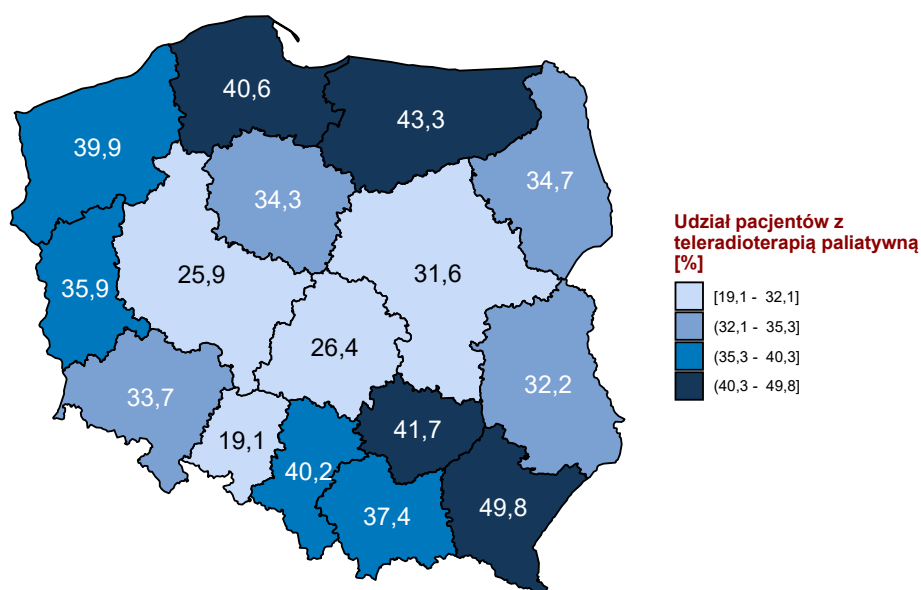 40,6
43,3
39,9
34,7
34,3
31,6
25,9
35,9
26,4
32,2
33,7
41,7
19,1
40,2
49,8
37,4
Udział pacjentów z
teleradioterapią paliatywną
[%]
[19,1 - 32,1]
(32,1 - 35,3]
(35,3 - 40,3]
(40,3 - 49,8]